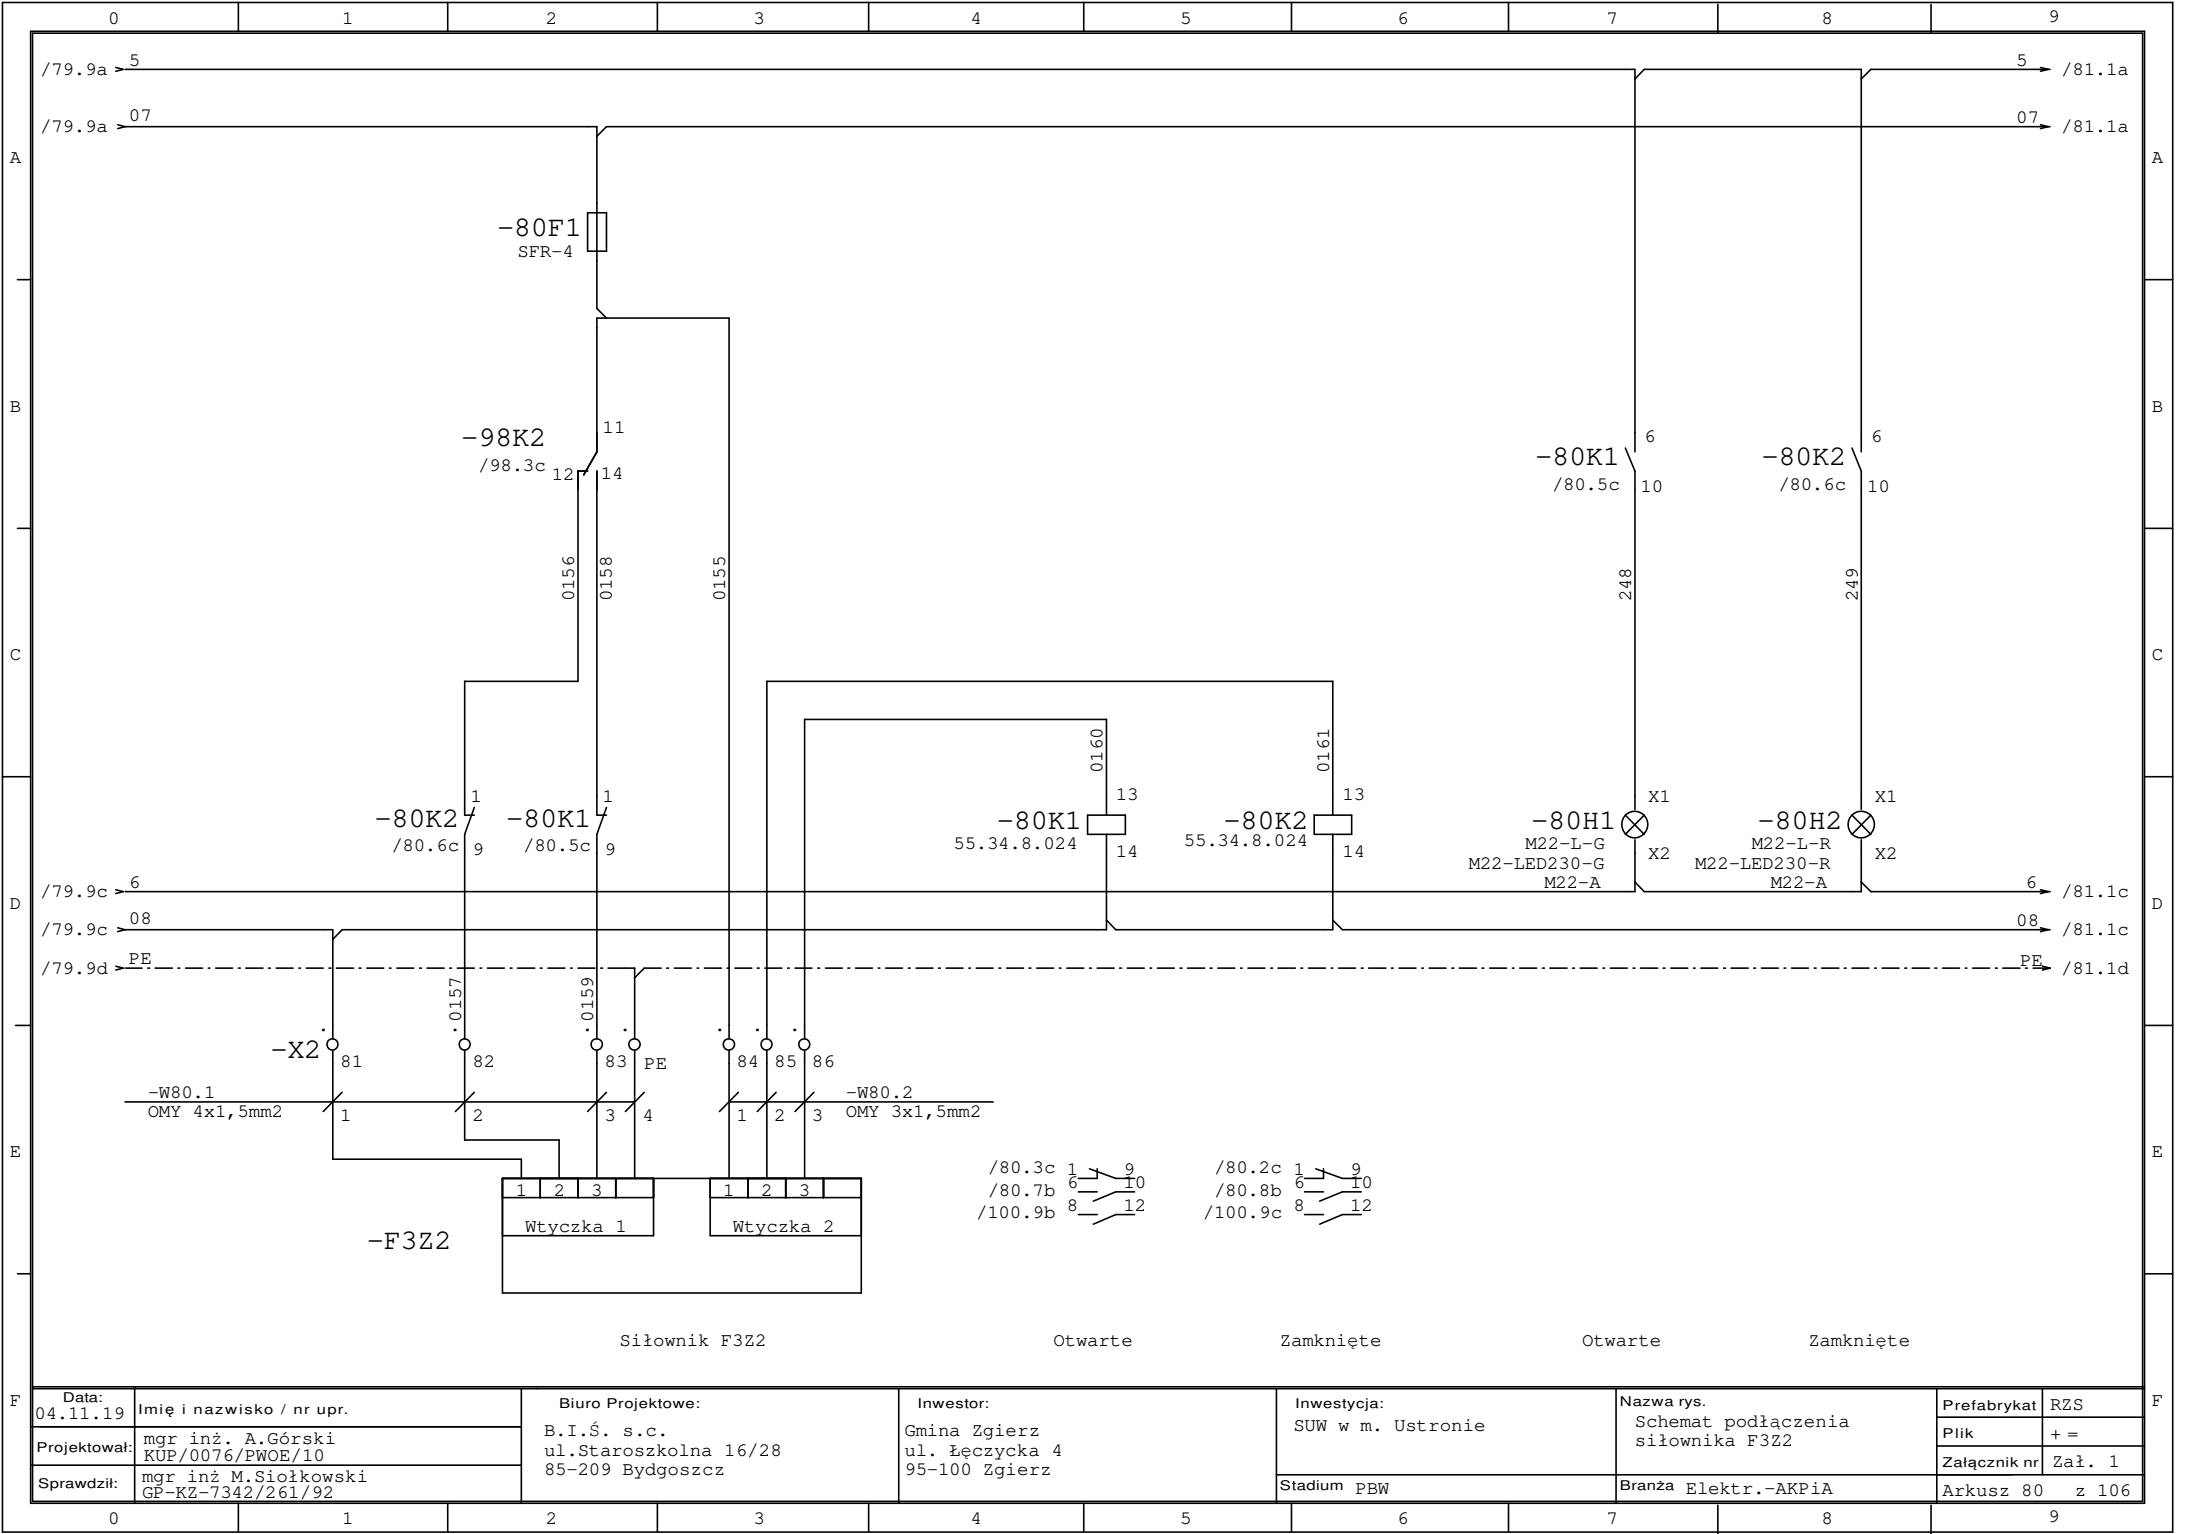 0 1 2 3 4 5 6 7 8 9
/79.9a 5 5 /81.1a
/79.9a 07 07 /81.1a
A A
-80F1
SFR-4
B B
-98K2
/98.3c
11
12 14
-80K1
/80.5c
6
10
-80K2
/80.6c
6
10
0156 0158 0155 248 249
C C
0160 0161
-80K2
/80.6c
1
9
-80K1
/80.5c
1
9
-80K1
55.34.8.024
13
14
-80K2
55.34.8.024
13
14
-80H1
M22-L-G
M22-LED230-G
M22-A
X1
X2
-80H2
M22-L-R
M22-LED230-R
M22-A
X1
X2
/79.9c 6 6 /81.1c
D D
/79.9c 08 08 /81.1c
/79.9d PE PE /81.1d
0157 0159
-X2 81 82 83 PE 84 85 86
-W80.1
OMY 4x1,5mm2
1 2 3 4
1 2 3
-W80.2
OMY 3x1,5mm2
E E
/80.3c 1 9
/80.7b 6 10
/100.9b 8 12
/80.2c 1 9
/80.8b 6 10
/100.9c 8 12
1 2 3
Wtyczka 1
1 2 3
Wtyczka 2
-F3Z2
Siłownik F3Z2 Otwarte Zamknięte Otwarte Zamknięte
F F
Data:
04.11.19
Imię i nazwisko / nr upr.
Projektował:
mgr inż. A.Górski
KUP/0076/PWOE/10
Sprawdził:
mgr inż M.Siołkowski
GP-KZ-7342/261/92
Biuro Projektowe:
B.I.Ś. s.c.
ul.Staroszkolna 16/28
85-209 Bydgoszcz
Inwestor:
Gmina Zgierz
ul. Łęczycka 4
95-100 Zgierz
Inwestycja:
SUW w m. Ustronie
Stadium PBW
Nazwa rys.
Schemat podłączenia
siłownika F3Z2
Branża Elektr.-AKPiA
Prefabrykat RZS
Plik + =
Załącznik nr Zał. 1
Arkusz 80 z 106
0 1 2 3 4 5 6 7 8 9